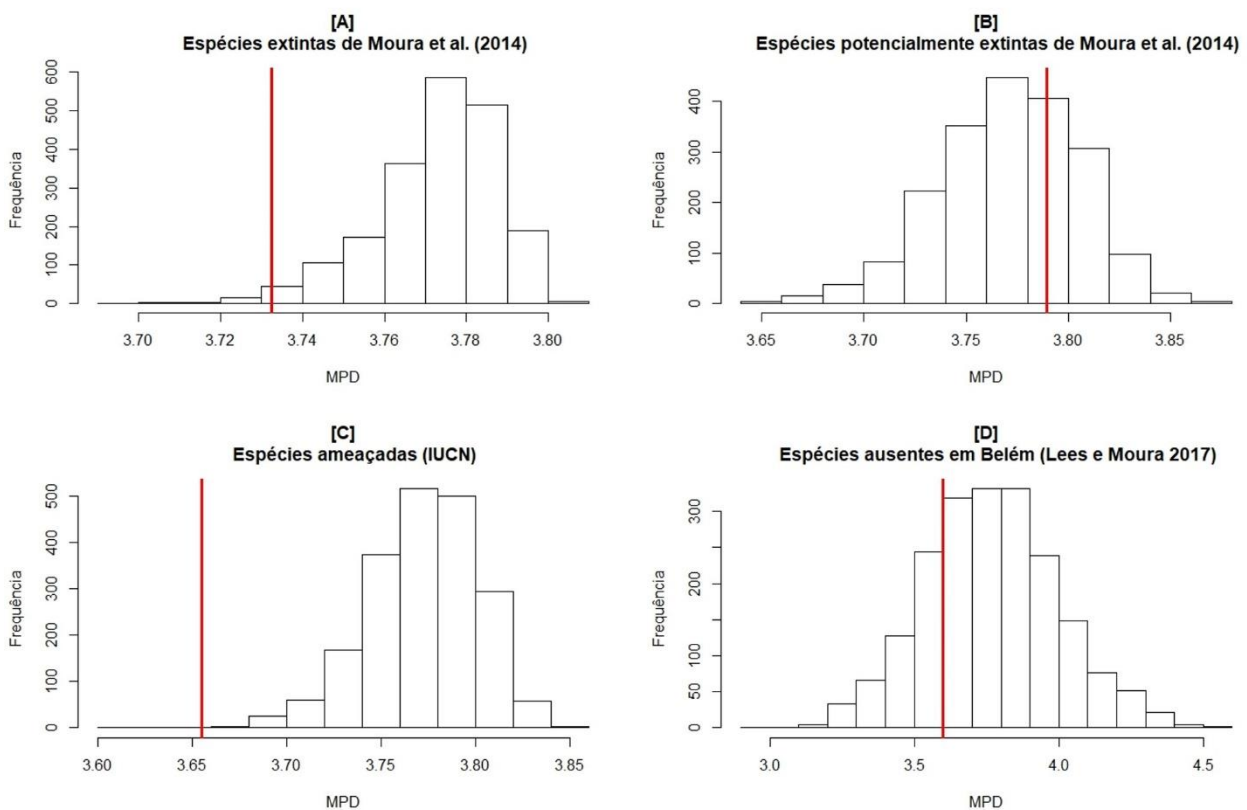 [A]
Espécies extintas de Moura et al. (2014)
Frequência
600
500
400
300
200
100
0
3.70 3.72 3.74 3.76 3.78 3.80
MPD
[B]
Espécies potencialmente extintas de Moura et al. (2014)
Frequência
400
300
200
100
0
3.65 3.70 3.75 3.80 3.85
MPD
[C]
Espécies ameaçadas (IUCN)
Frequência
500
400
300
200
100
0
3.60 3.65 3.70 3.75 3.80 3.85
MPD
[D]
Espécies ausentes em Belém (Lees e Moura 2017)
Frequência
300
200
100
50
0
3.0 3.5 4.0 4.5
MPD